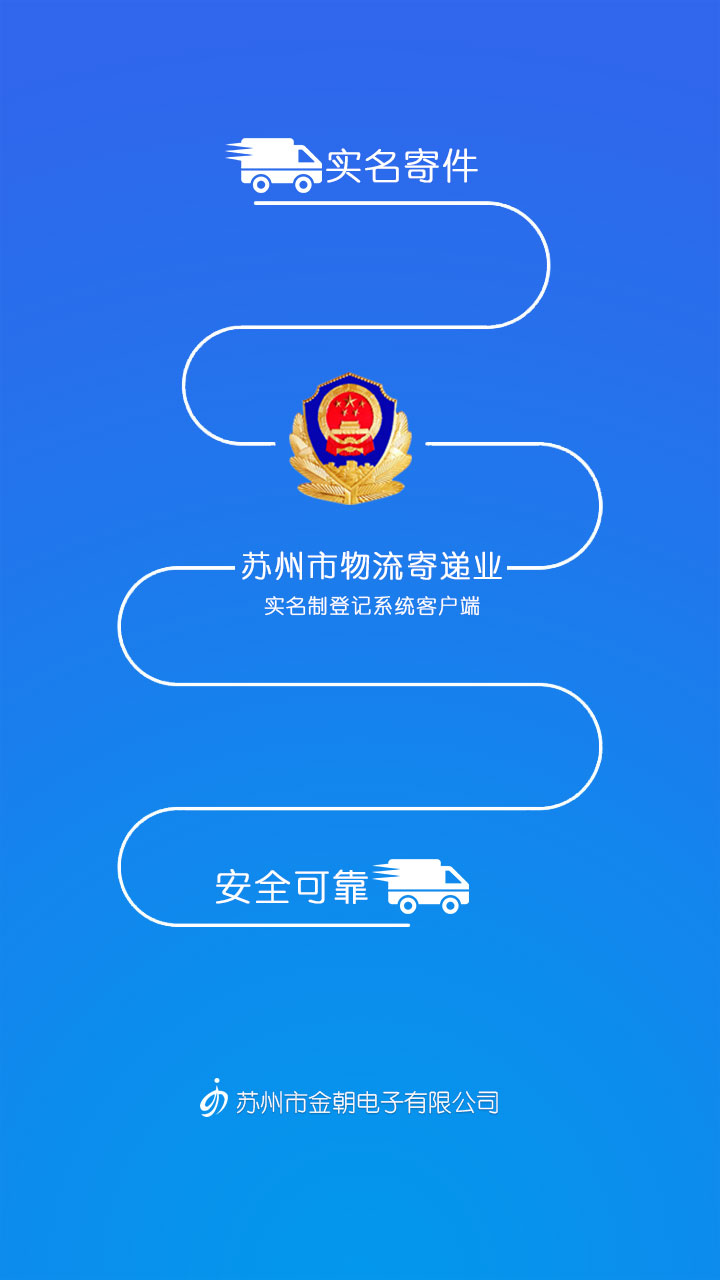 实名寄件
苏州市物流寄递业
实名制登记系统客户端
安全可靠
苏州市金朝电子有限公司